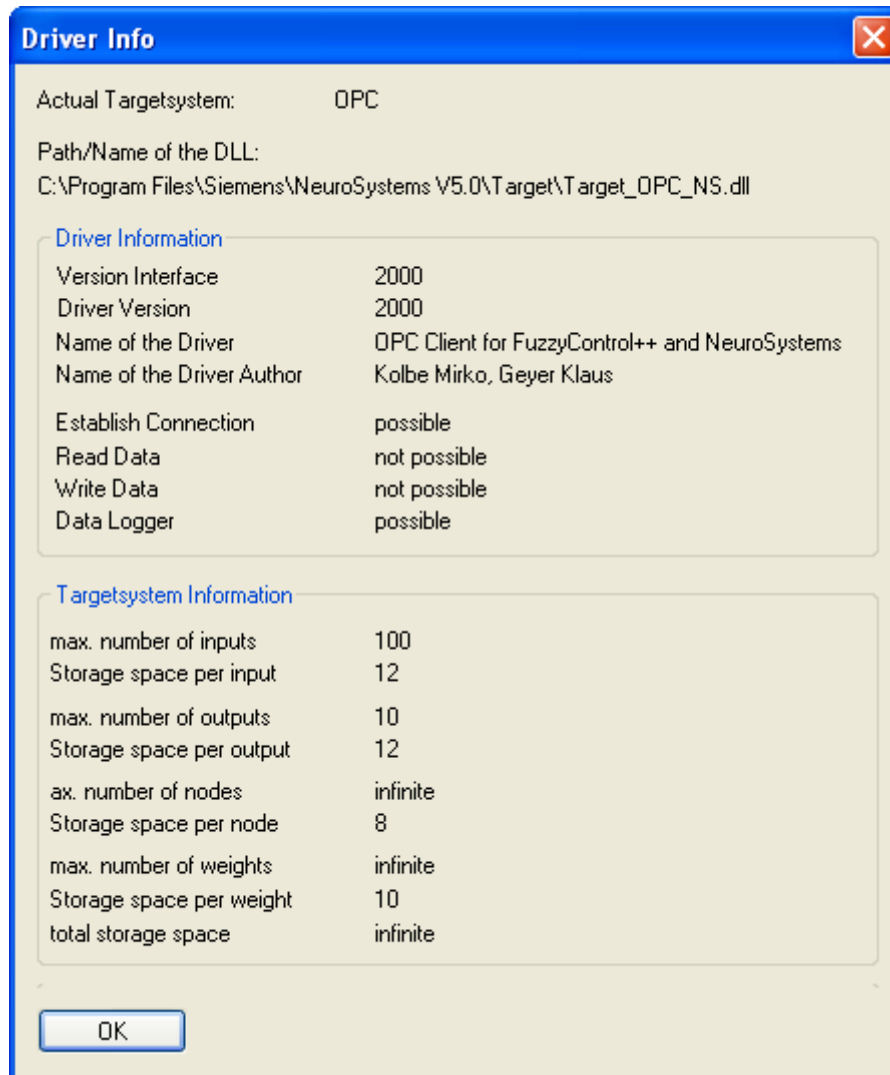 Driver Info
Actual Targetsystem: OPC
Path/Name of the DLL:
C:\Program Files\Siemens\NeuroSystems V5.0\Target\Target_OPC_NS.dll
Driver Information
Version Interface 2000
Driver Version 2000
Name of the Driver OPC Client for FuzzyControl++ and NeuroSystems
Name of the Driver Author Kolbe Mirko, Geyer Klaus
Establish Connection possible
Read Data not possible
Write Data not possible
Data Logger possible
Targetsystem Information
max. number of inputs 100
Storage space per input 12
max. number of outputs 10
Storage space per output 12
ax. number of nodes infinite
Storage space per node 8
max. number of weights infinite
Storage space per weight 10
total storage space infinite
OK